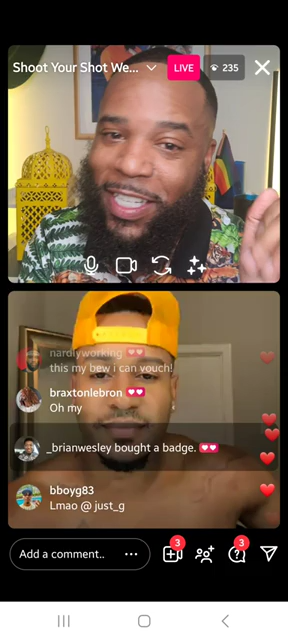 Shoot Your Shot We...
LIVE
235
nardlyworking
this my bew i can vouch!
braxtonlebron
Oh my
_brianwesley bought a badge.
bboyg83
Lmao @ just_g
Add a comment..
3
3